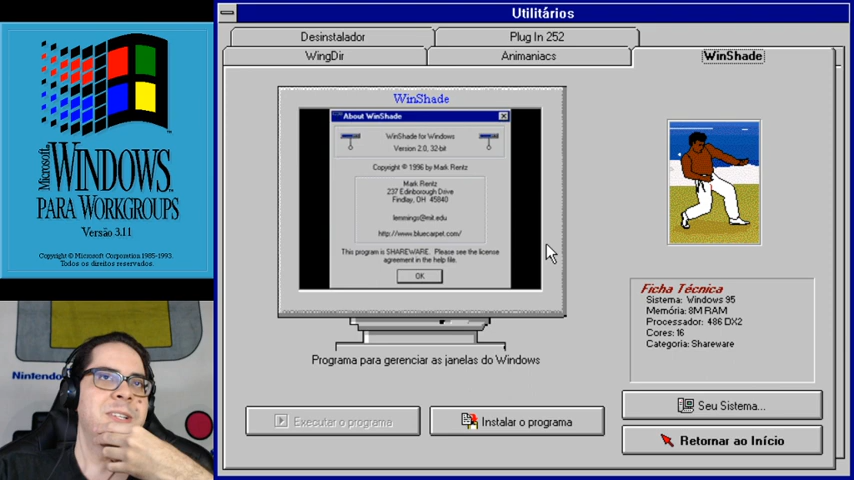 Microsoft
WINDOWS
PARA WORKGROUPS
Versão 3.11
Copyright © Microsoft Corporation 1985-1993.
Todos os direitos reservados.
Nintendo
Utilitários
Desinstalador
Plug In 252
WingDir
Animaniacs
WinShade
WinShade
About WinShade
WinShade for Windows
Version 2.0, 32-bit
Copyright © 1996 by Mark Rentz
Mark Rentz
237 Edinborough Drive
Findlay, OH 45840
lemmings@mit.edu
http://www.bluecarpet.com/
This program is SHAREWARE. Please see the license
agreement in the help file.
OK
Programa para gerenciar as janelas do Windows
Executar o programa
Instalar o programa
Ficha Técnica
Sistema: Windows 95
Memória: 8M RAM
Processador: 486 DX2
Cores: 16
Categoria: Shareware
Seu Sistema...
Retornar ao Início